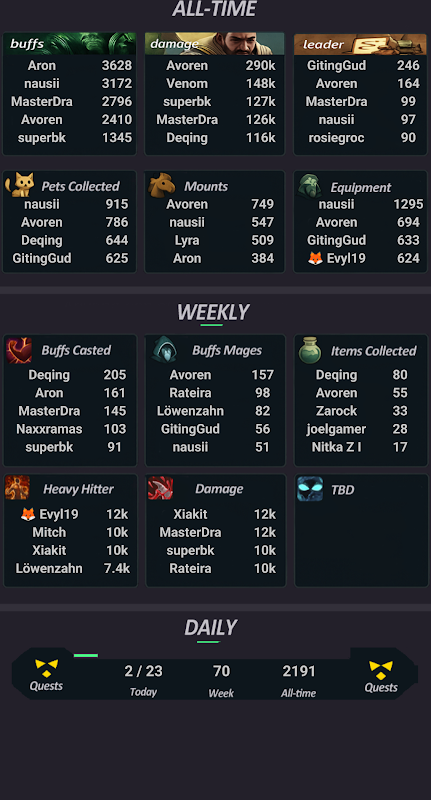 ALL-TIME
buffs
Aron 3628
nausii 3172
MasterDra 2796
Avoren 2410
superbk 1345
damage
Avoren 290k
Venom 148k
superbk 127k
MasterDra 126k
Deqing 116k
leader
GitingGud 246
Avoren 164
MasterDra 99
nausii 97
rosiegroc 90
Pets Collected
nausii 915
Avoren 786
Deqing 644
GitingGud 625
Mounts
Avoren 749
nausii 547
Lyra 509
Aron 384
Equipment
nausii 1295
Avoren 694
GitingGud 633
🦊 Evyl19 624
WEEKLY
Buffs Casted
Deqing 205
Aron 161
MasterDra 145
Naxxramas 103
superbk 91
Buffs Mages
Avoren 157
Rateira 98
Löwenzahn 82
GitingGud 56
nausii 51
Items Collected
Deqing 80
Avoren 55
Zarock 33
joelgamer 28
Nitka Z I 17
Heavy Hitter
🦊 Evyl19 12k
Mitch 10k
Xiakit 10k
Löwenzahn 7.4k
Damage
Xiakit 12k
MasterDra 12k
superbk 10k
Rateira 10k
TBD
DAILY
Quests
2 / 23
Today
70
Week
2191
All-time
Quests